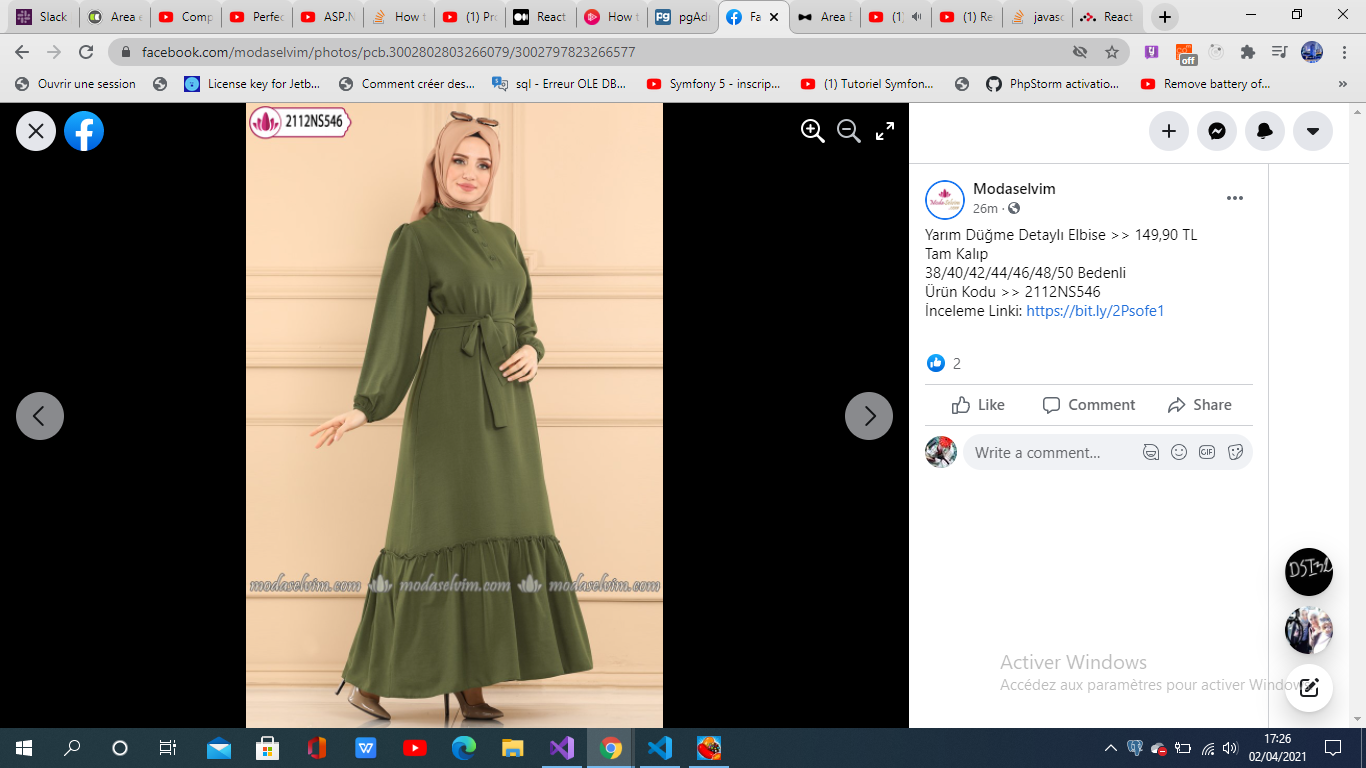 Slack
Area
Comp
Perfec
ASP.N
How t
(1) Pro
React
How t
pgAd
Fa
Area
(1)
(1) Re
javasc
React
facebook.com/modaselvim/photos/pcb.3002802803266079/3002797823266577
off
Ouvrir une session
License key for Jetb...
Comment créer des...
sql - Erreur OLE DB...
Symfony 5 - inscrip...
(1) Tutoriel Symfon...
PhpStorm activatio...
Remove battery of...
»
2112NS546
Modaselvim
26m ·
Yarım Düğme Detaylı Elbise >> 149,90 TL
Tam Kalıp
38/40/42/44/46/48/50 Bedenli
Ürün Kodu >> 2112NS546
İnceleme Linki: https://bit.ly/2Psofe1
2
Like Comment Share
Write a comment...
GIF
modaselvim.com modaselvim.com modaselvim.com
Activer Windows
Accédez aux paramètres pour activer Windows
17:26
02/04/2021